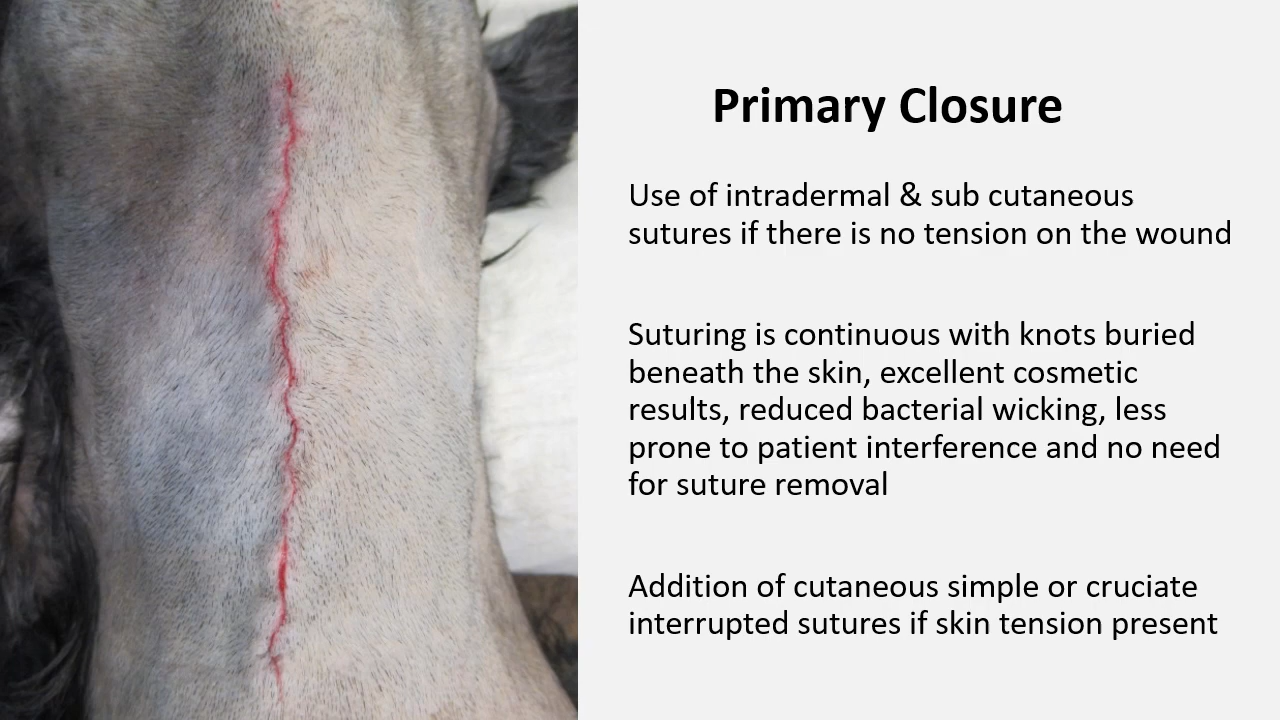 Primary Closure
Use of intradermal & sub cutaneous
sutures if there is no tension on the wound
Suturing is continuous with knots buried
beneath the skin, excellent cosmetic
results, reduced bacterial wicking, less
prone to patient interference and no need
for suture removal
Addition of cutaneous simple or cruciate
interrupted sutures if skin tension present